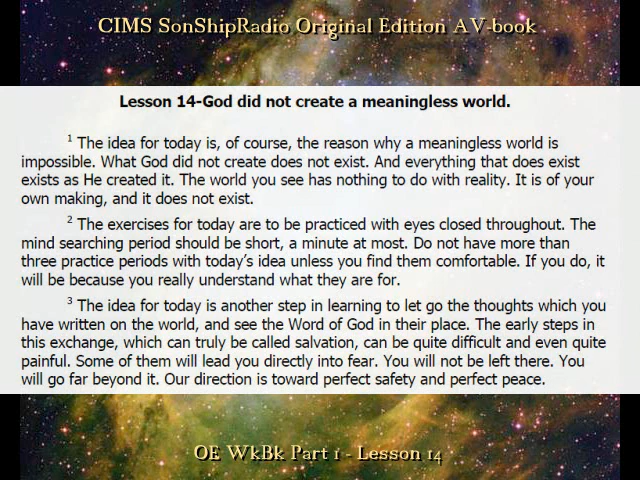 CIMS SonShipRadio Original Edition AV-book
Lesson 14-God did not create a meaningless world.
1 The idea for today is, of course, the reason why a meaningless world is
impossible. What God did not create does not exist. And everything that does exist
exists as He created it. The world you see has nothing to do with reality. It is of your
own making, and it does not exist.
2 The exercises for today are to be practiced with eyes closed throughout. The
mind searching period should be short, a minute at most. Do not have more than
three practice periods with today's idea unless you find them comfortable. If you do, it
will be because you really understand what they are for.
3 The idea for today is another step in learning to let go the thoughts which you
have written on the world, and see the Word of God in their place. The early steps in
this exchange, which can truly be called salvation, can be quite difficult and even quite
painful. Some of them will lead you directly into fear. You will not be left there. You
will go far beyond it. Our direction is toward perfect safety and perfect peace.
OE WkBk Part 1 - Lesson 14